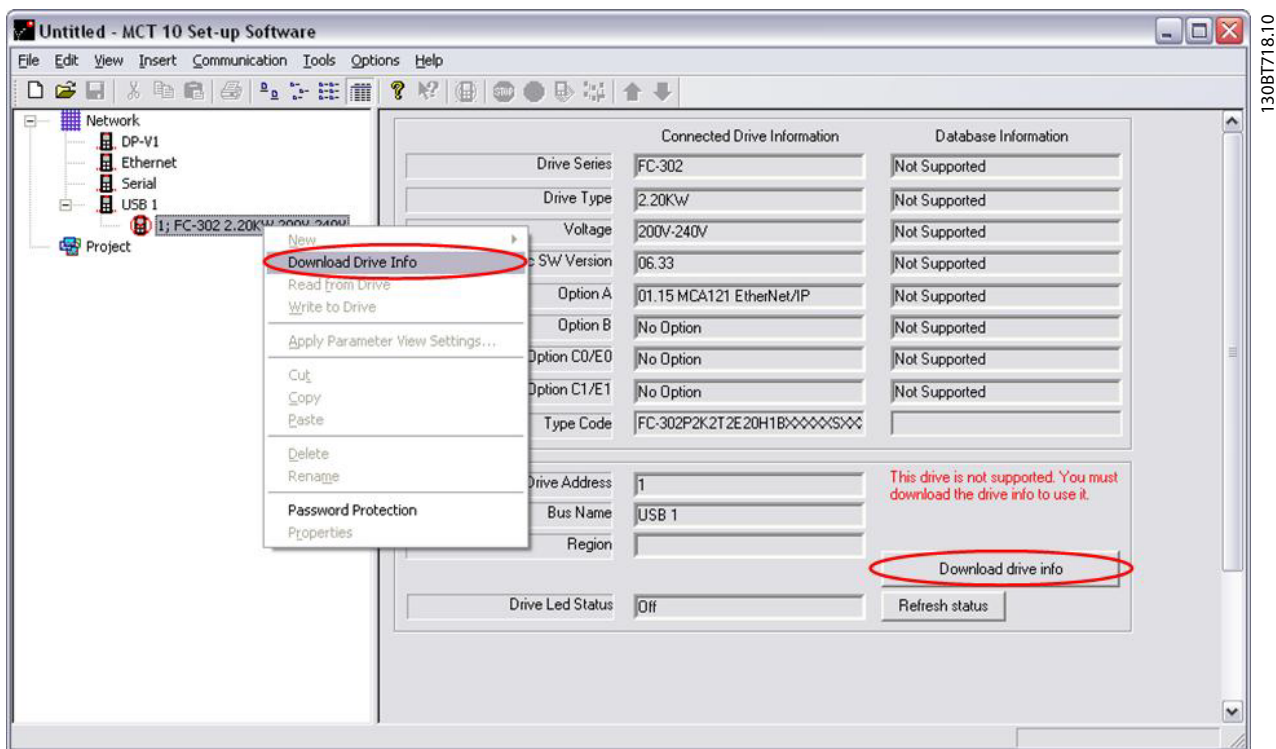 Untitled - MCT 10 Set-up Software
130BT718.10
File Edit View Insert Communication Tools Options Help
Network
DP-V1
Ethernet
Serial
USB 1
1; FC-302 2.20KW 200V-240V
Project
New
Download Drive Info
Read from Drive
Write to Drive
Apply Parameter View Settings...
Cut
Copy
Paste
Delete
Rename
Password Protection
Properties
Connected Drive Information Database Information
Drive Series FC-302 Not Supported
Drive Type 2.20KW Not Supported
Voltage 200V-240V Not Supported
SW Version 06.33 Not Supported
Option A 01.15 MCA121 EtherNet/IP Not Supported
Option B No Option Not Supported
Option C0/E0 No Option Not Supported
Option C1/E1 No Option Not Supported
Type Code FC-302P2K2T2E20H1BXXXXXSXX
Drive Address 1 This drive is not supported. You must
download the drive info to use it.
Bus Name USB 1
Region
Download drive info
Drive Led Status Off Refresh status